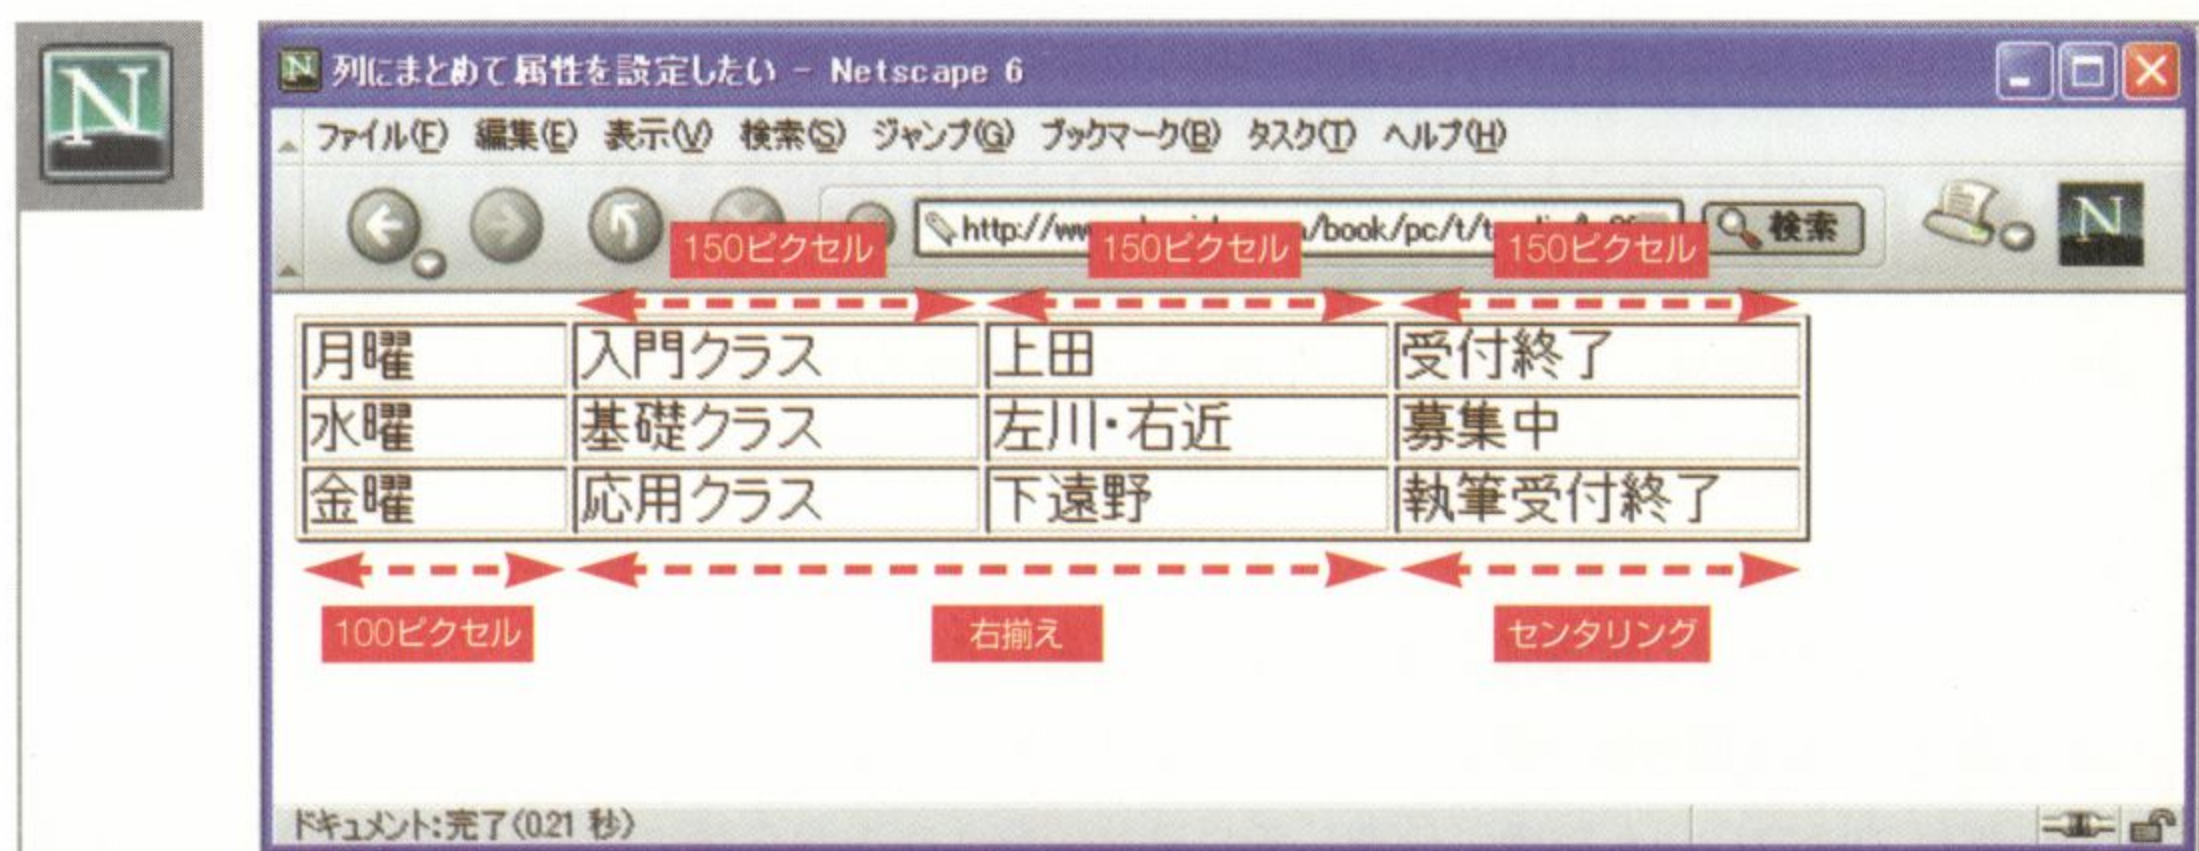 N
列にまとめて属性を設定したい - Netscape 6
ファイル(F) 編集(E) 表示(V) 検索(S) ジャンプ(G) ブックマーク(B) タスク(T) ヘルプ(H)
http://ww /book/pc/t/t 検索 N
150ピクセル 150ピクセル 150ピクセル
月曜 入門クラス 上田 受付終了
水曜 基礎クラス 左川・右近 募集中
金曜 応用クラス 下遠野 執筆受付終了
100ピクセル 右揃え センタリング
ドキュメント:完了(0.21 秒)